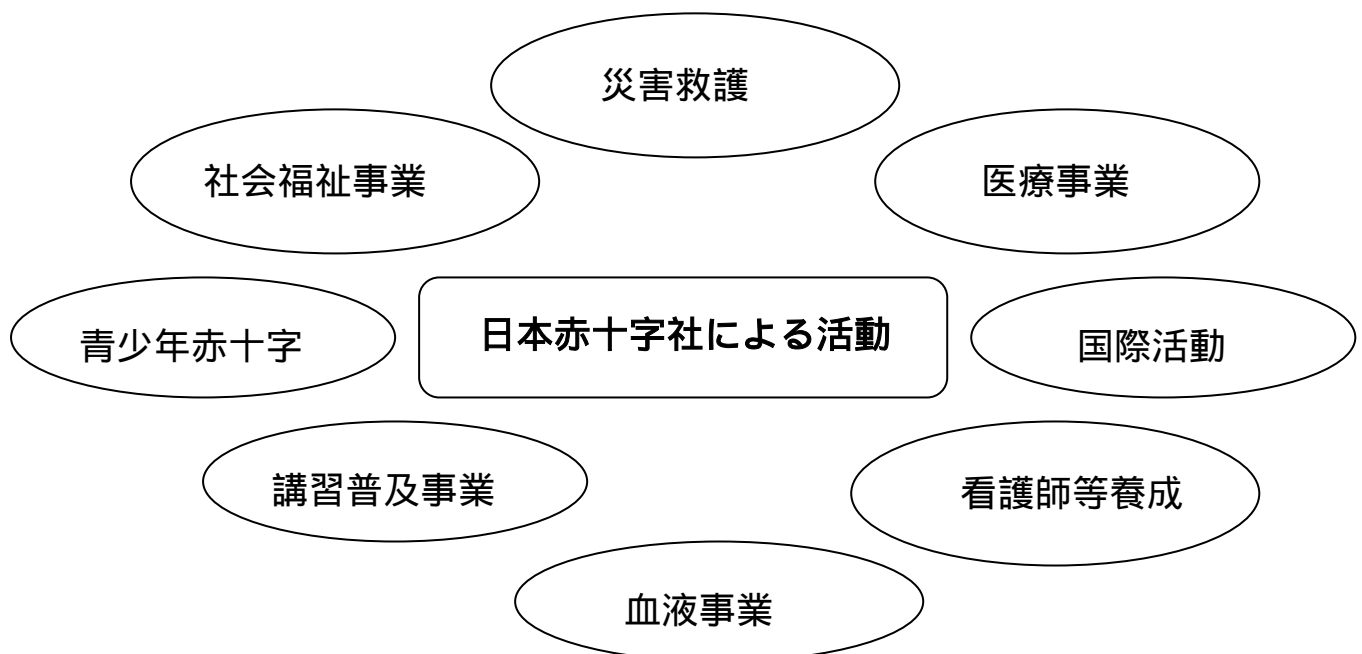 災害救護
社会福祉事業
医療事業
青少年赤十字
日本赤十字社による活動
国際活動
講習普及事業
看護師等養成
血液事業